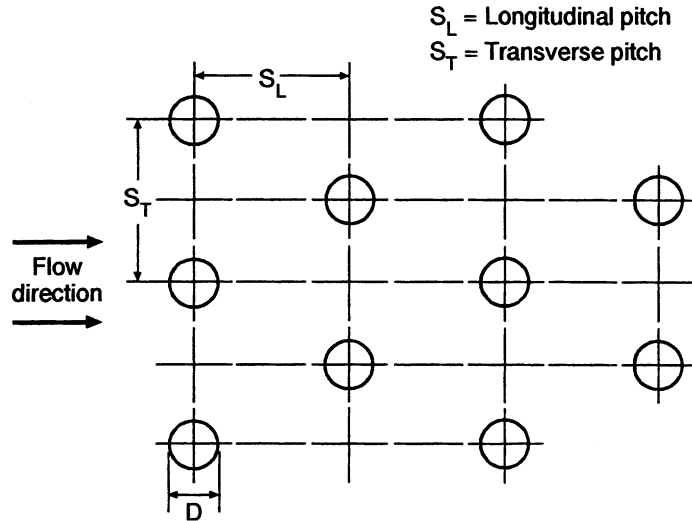 S_L = Longitudinal pitch
S_T = Transverse pitch
S_L
S_T
Flow
direction
D